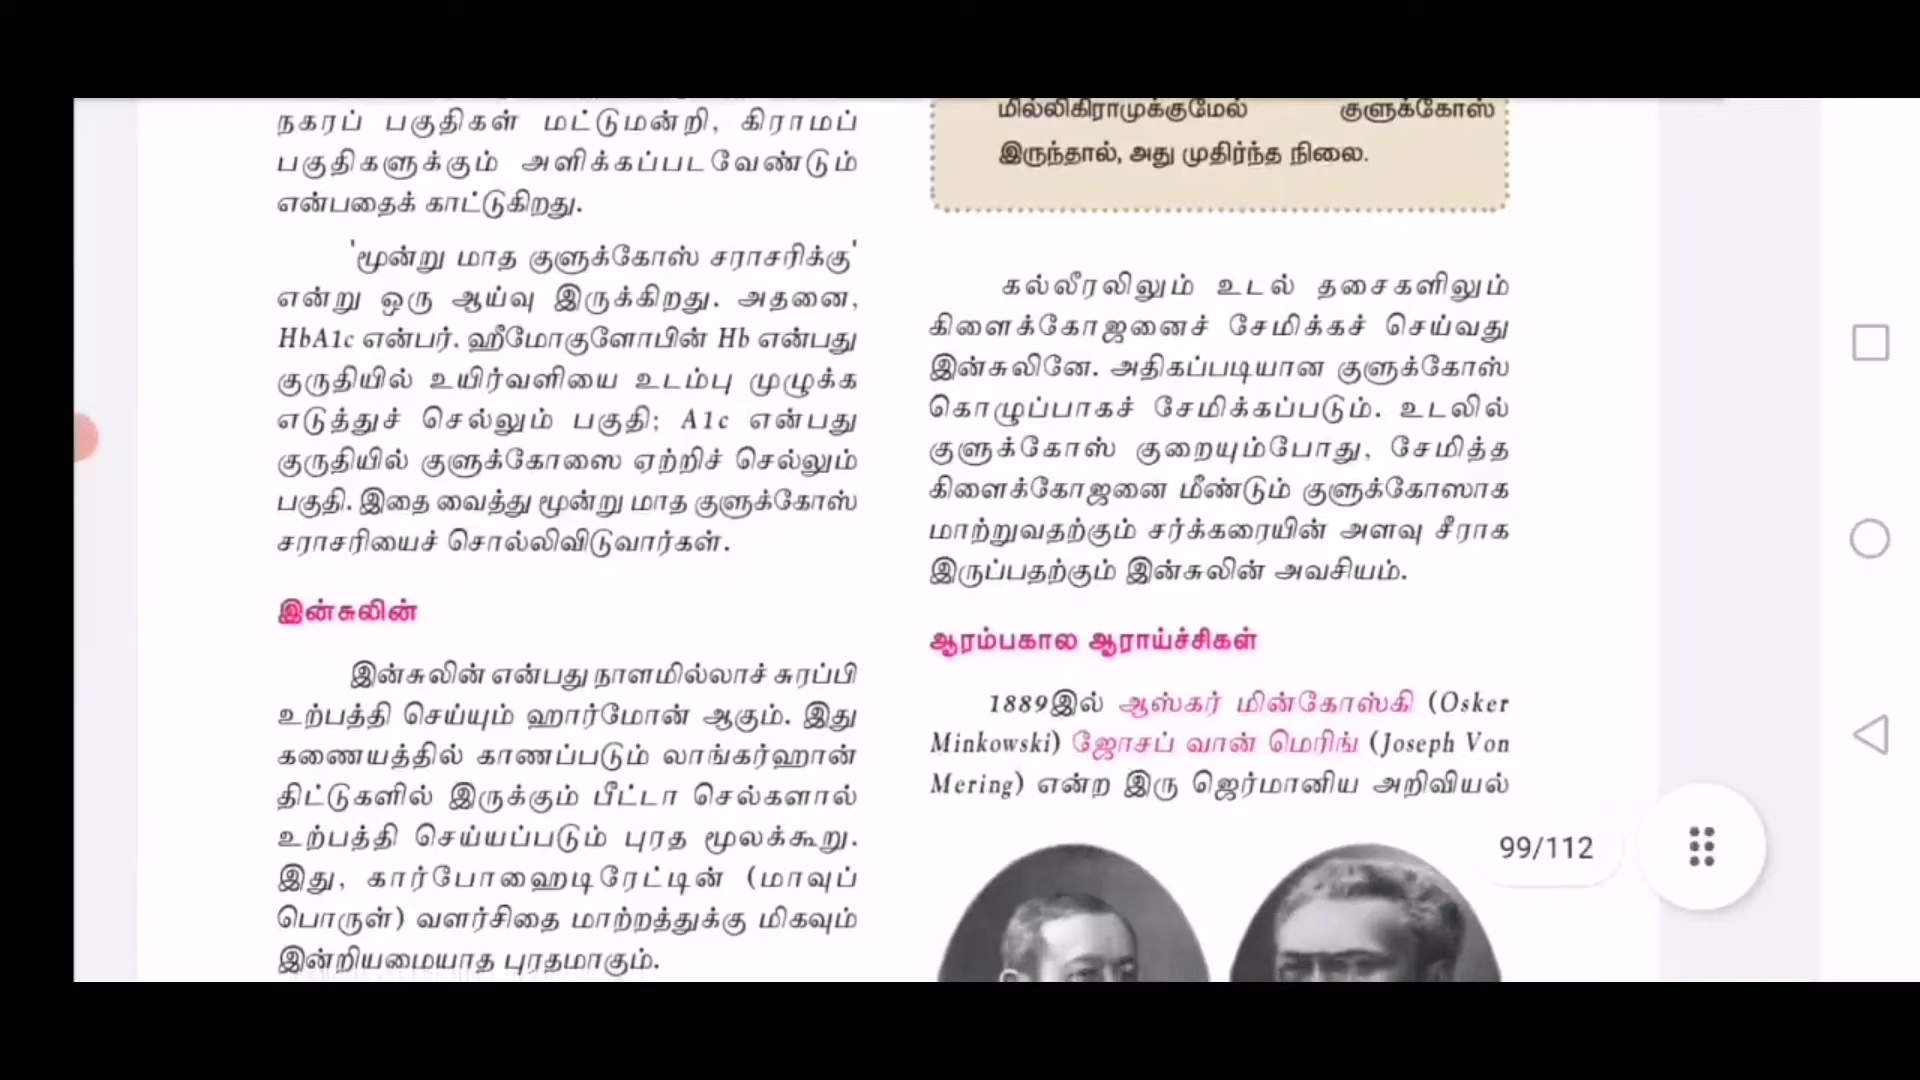 நகரப் பகுதிகள் மட்டுமன்றி, கிராமப்
பகுதிகளுக்கும் அளிக்கப்படவேண்டும்
என்பதைக் காட்டுகிறது.
'மூன்று மாத குளுக்கோஸ் சராசரிக்கு'
என்று ஒரு ஆய்வு இருக்கிறது. அதனை,
HbA1c என்பர். ஹீமோகுளோபின் Hb என்பது
குருதியில் உயிர்வளியை உடம்பு முழுக்க
எடுத்துச் செல்லும் பகுதி; A1c என்பது
குருதியில் குளுக்கோஸை ஏற்றிச் செல்லும்
பகுதி. இதை வைத்து மூன்று மாத குளுக்கோஸ்
சராசரியைச் சொல்லிவிடுவார்கள்.
இன்சுலின்
இன்சுலின் என்பது நாளமில்லாச் சுரப்பி
உற்பத்தி செய்யும் ஹார்மோன் ஆகும். இது
கணையத்தில் காணப்படும் லாங்கர்ஹான்
திட்டுகளில் இருக்கும் பீட்டா செல்களால்
உற்பத்தி செய்யப்படும் புரத மூலக்கூறு.
இது, கார்போஹைடிரேட்டின் (மாவுப்
பொருள்) வளர்சிதை மாற்றத்துக்கு மிகவும்
இன்றியமையாத புரதமாகும்.
மில்லிகிராமுக்குமேல் குளுக்கோஸ்
இருந்தால், அது முதிர்ந்த நிலை.
கல்லீரலிலும் உடல் தசைகளிலும்
கிளைக்கோஜனைச் சேமிக்கச் செய்வது
இன்சுலினே. அதிகப்படியான குளுக்கோஸ்
கொழுப்பாகச் சேமிக்கப்படும். உடலில்
குளுக்கோஸ் குறையும்போது, சேமித்த
கிளைக்கோஜனை மீண்டும் குளுக்கோஸாக
மாற்றுவதற்கும் சர்க்கரையின் அளவு சீராக
இருப்பதற்கும் இன்சுலின் அவசியம்.
ஆரம்பகால ஆராய்ச்சிகள்
1889இல் ஆஸ்கர் மின்கோஸ்கி (Osker
Minkowski) ஜோசப் வான் மெரிங் (Joseph Von
Mering) என்ற இரு ஜெர்மானிய அறிவியல்
99/112